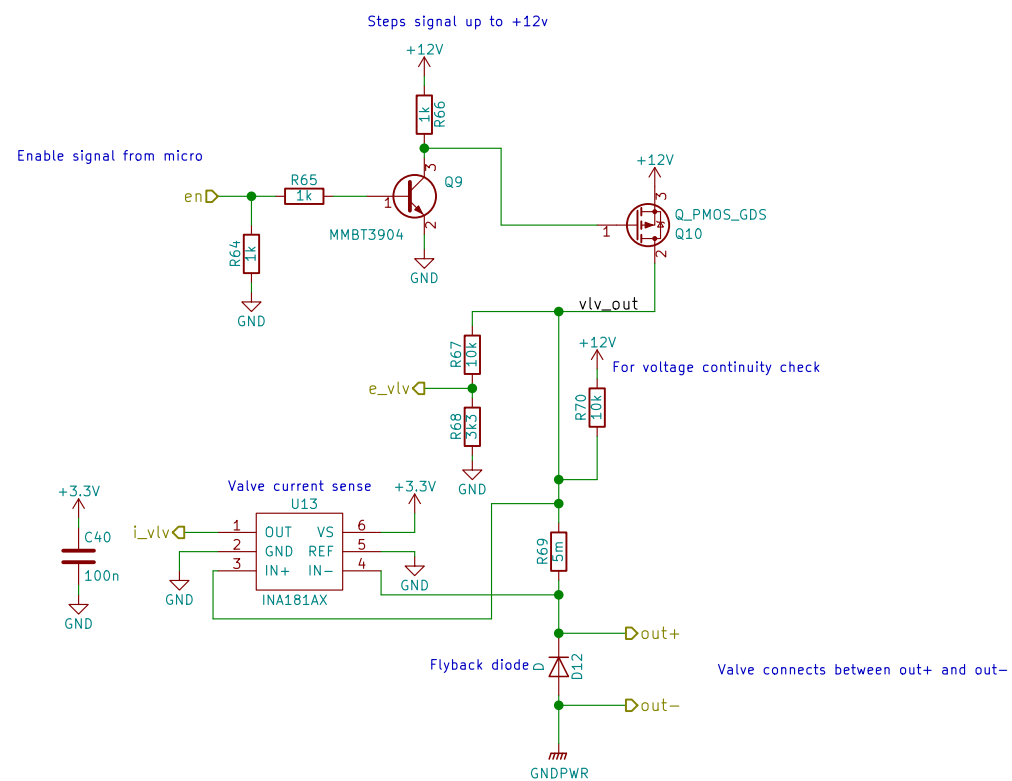 Steps signal up to +12v
+12V
1k
R66
Enable signal from micro
3
+12V
en
R65
1k
1
Q9
3
2
MMBT3904
Q_PMOS_GDS
Q10
1
2
R64
1k
GND
GND
vlv_out
+12V
R67
10k
For voltage continuity check
e_vlv
R70
10k
R68
3k3
GND
Valve current sense
+3.3V
+3.3V
U13
i_vlv
1
OUT
VS
6
C40
2
GND
REF
5
R69
5m
3
IN+
IN-
4
100n
GND
GND
INA181AX
GND
out+
Flyback diode
D
D12
Valve connects between out+ and out-
out-
GNDPWR